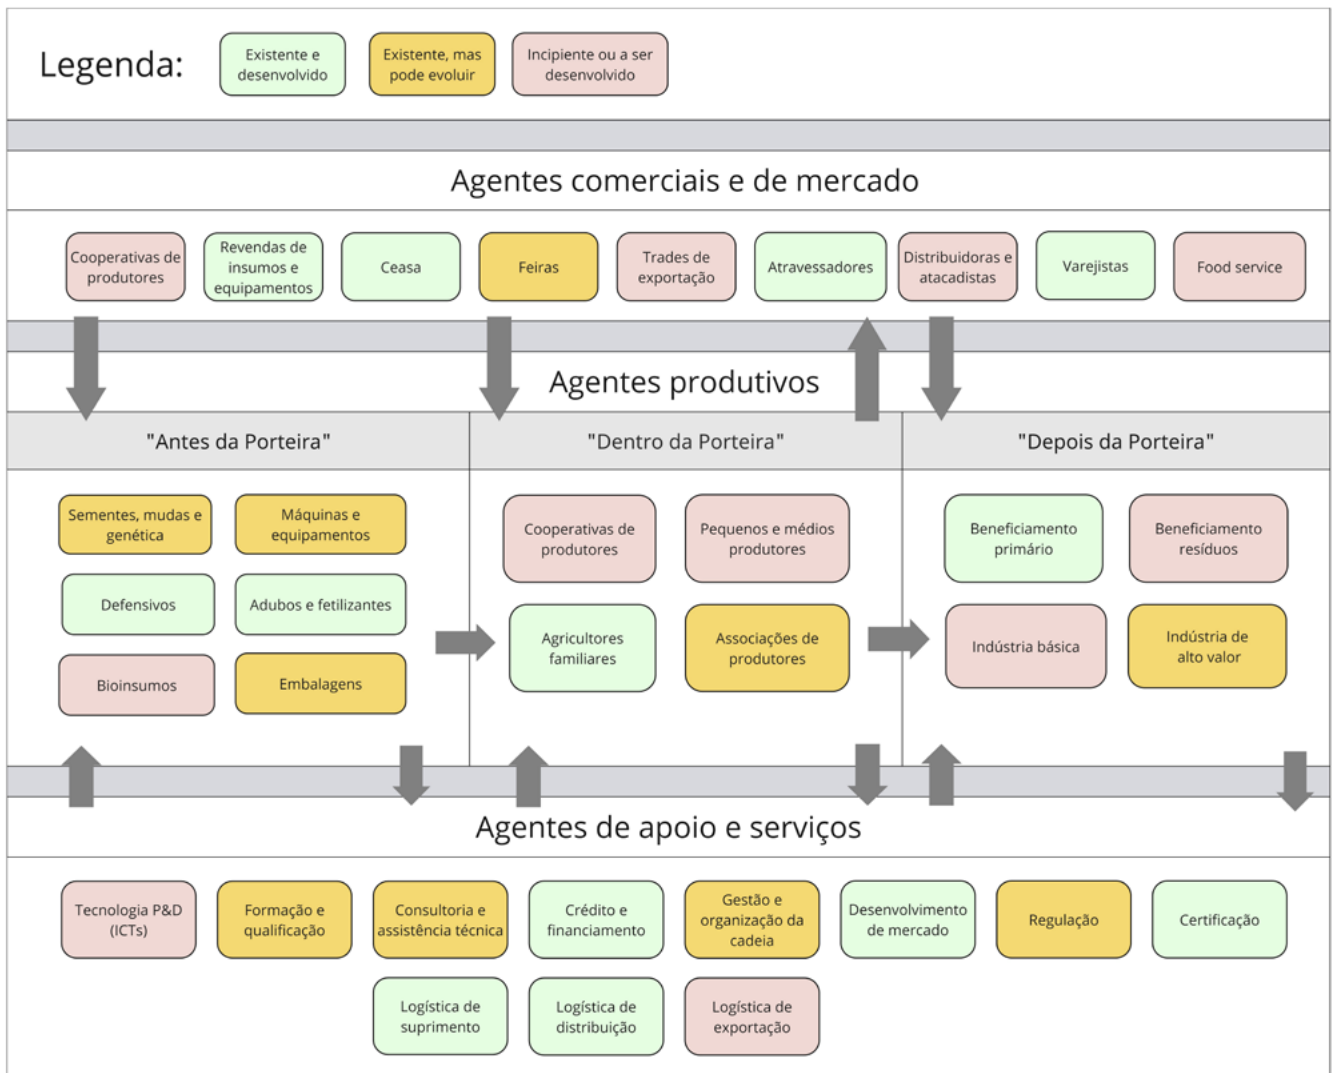 Legenda:
Existente e
desenvolvido
Existente, mas
pode evoluir
Incipiente ou a ser
desenvolvido
Agentes comerciais e de mercado
Cooperativas de
produtores
Revendas de
insumos e
equipamentos
Ceasa
Feiras
Trades de
exportação
Atravessadores
Distribuidoras e
atacadistas
Varejistas
Food service
Agentes produtivos
"Antes da Porteira"
"Dentro da Porteira"
"Depois da Porteira"
Sementes, mudas e
genética
Máquinas e
equipamentos
Defensivos
Adubos e fetilizantes
Bioinsumos
Embalagens
Cooperativas de
produtores
Pequenos e médios
produtores
Agricultores
familiares
Associações de
produtores
Beneficiamento
primário
Beneficiamento
resíduos
Indústria básica
Indústria de
alto valor
Agentes de apoio e serviços
Tecnologia P&D
(ICTs)
Formação e
qualificação
Consultoria e
assistência técnica
Crédito e
financiamento
Gestão e
organização da
cadeia
Desenvolvimento
de mercado
Regulação
Certificação
Logística de
suprimento
Logística de
distribuição
Logística de
exportação